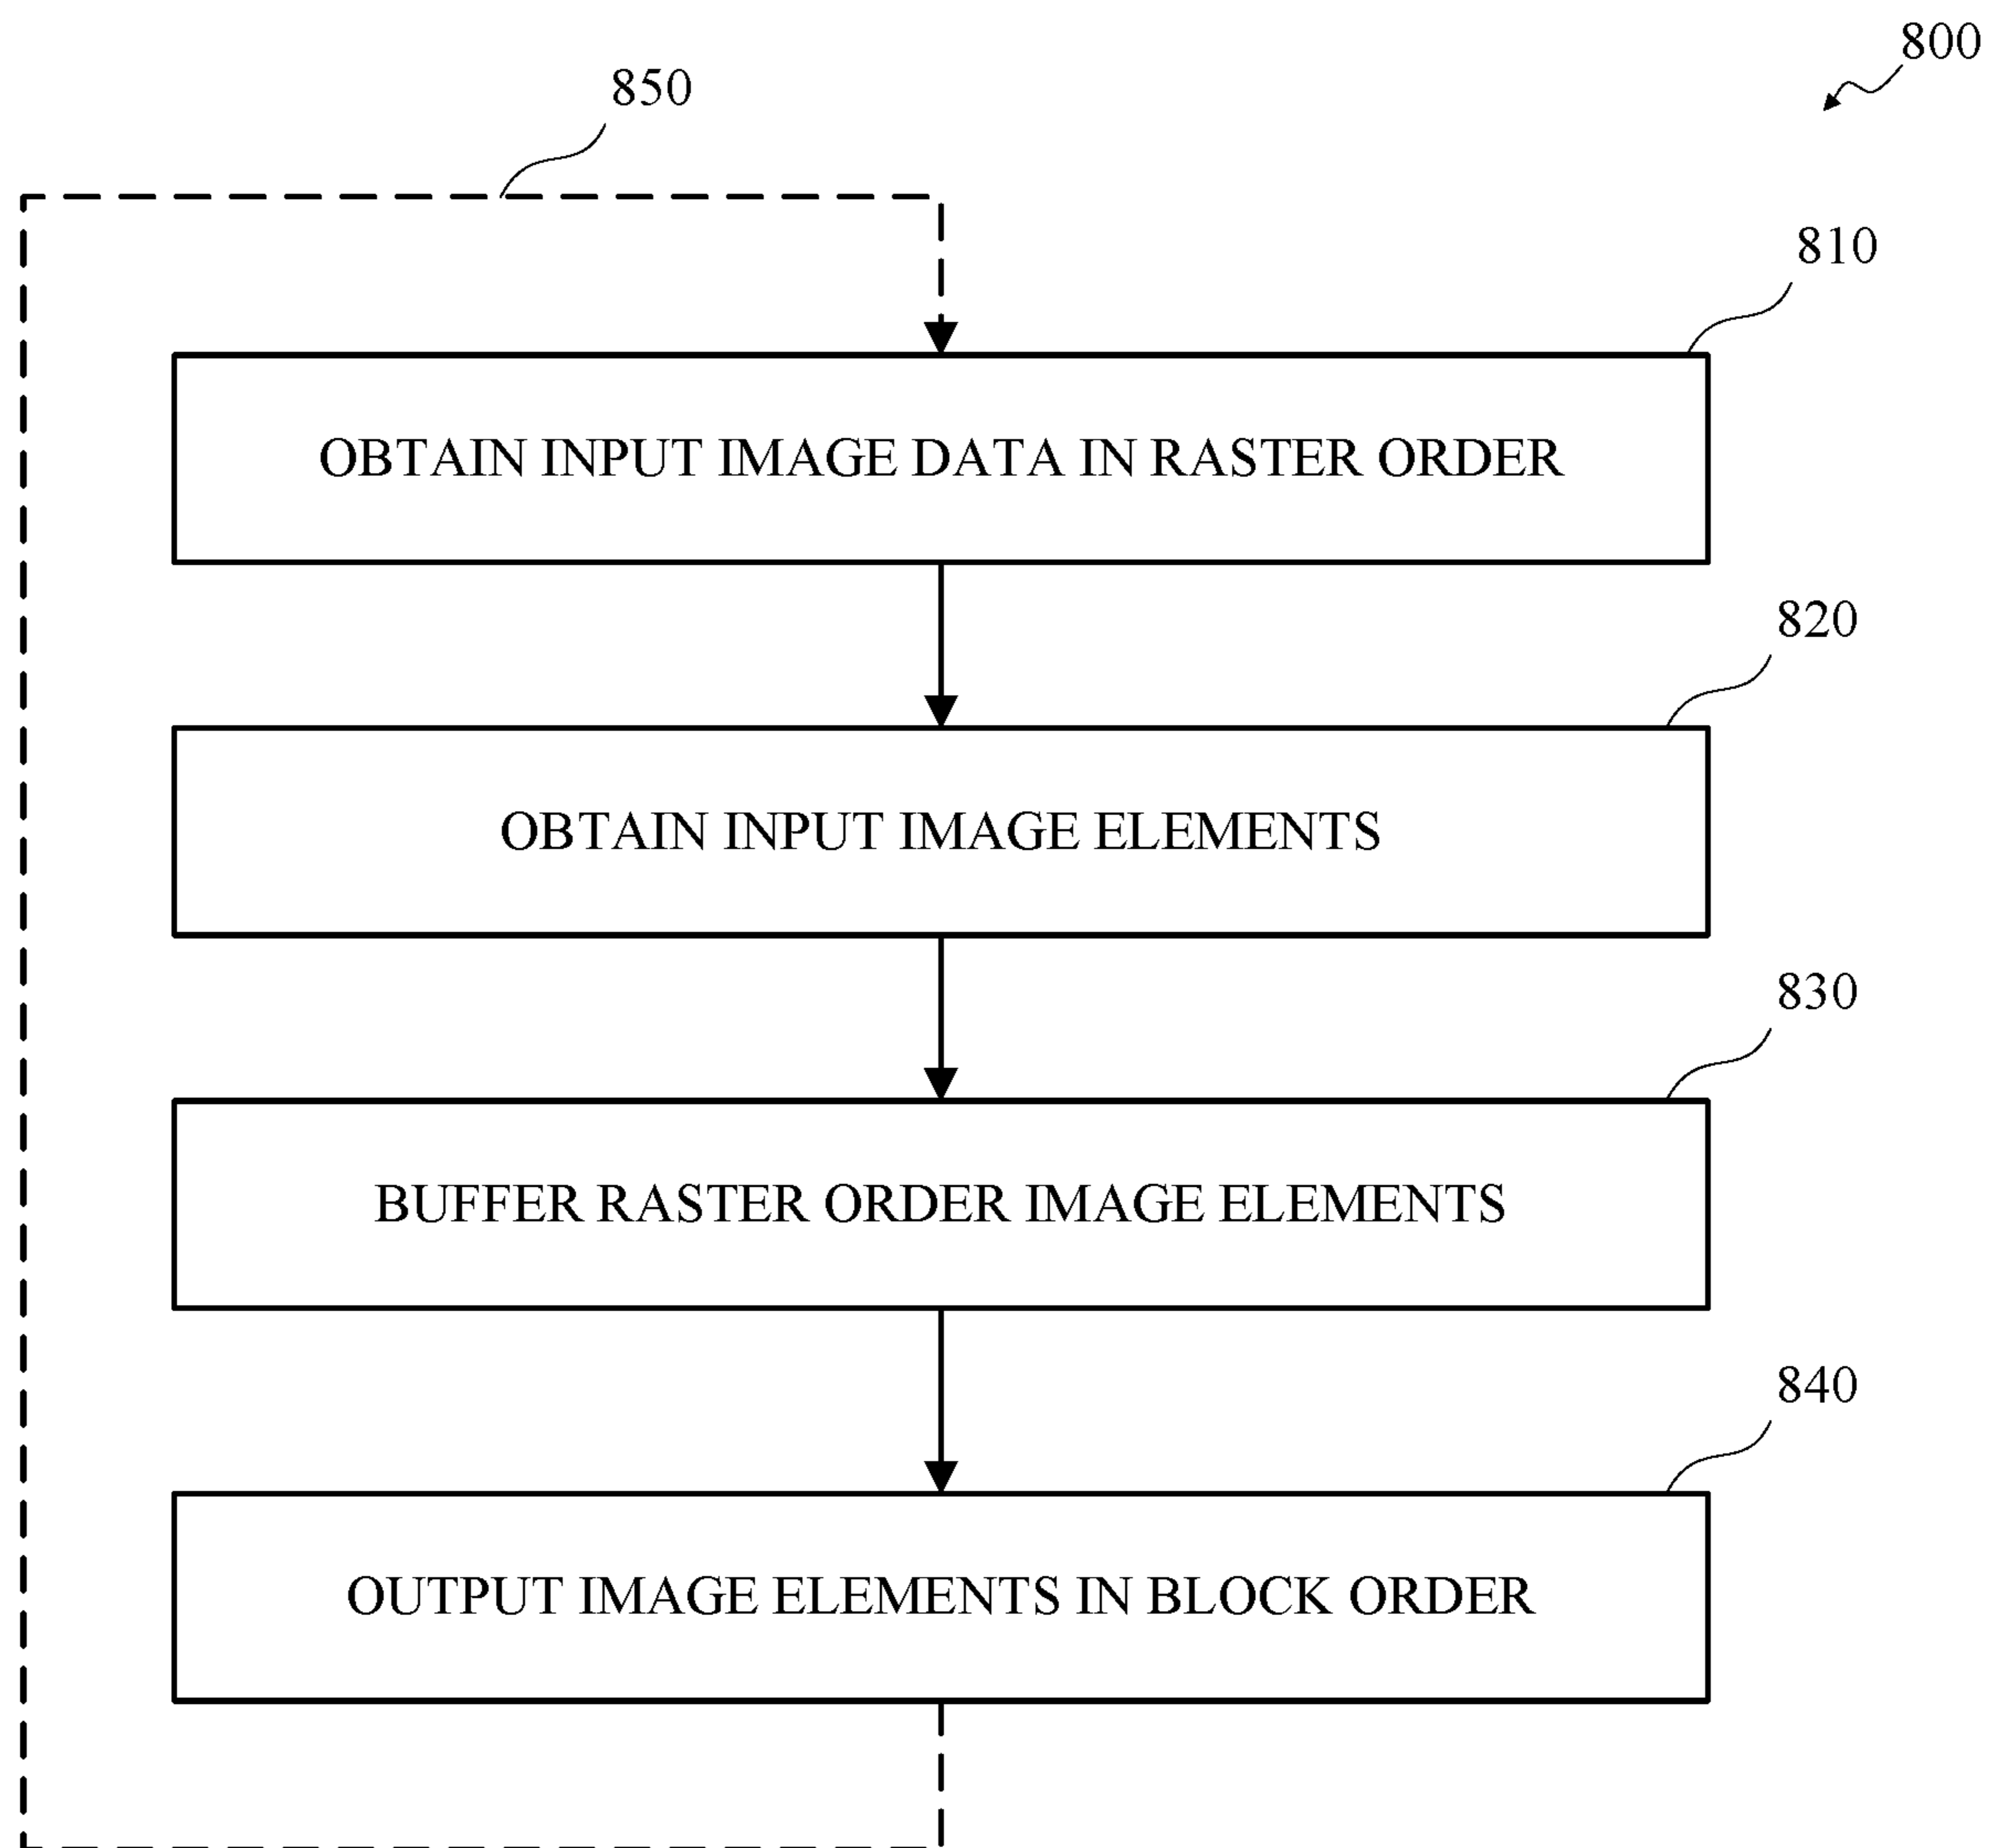 800
850
810
OBTAIN INPUT IMAGE DATA IN RASTER ORDER
820
OBTAIN INPUT IMAGE ELEMENTS
830
BUFFER RASTER ORDER IMAGE ELEMENTS
840
OUTPUT IMAGE ELEMENTS IN BLOCK ORDER